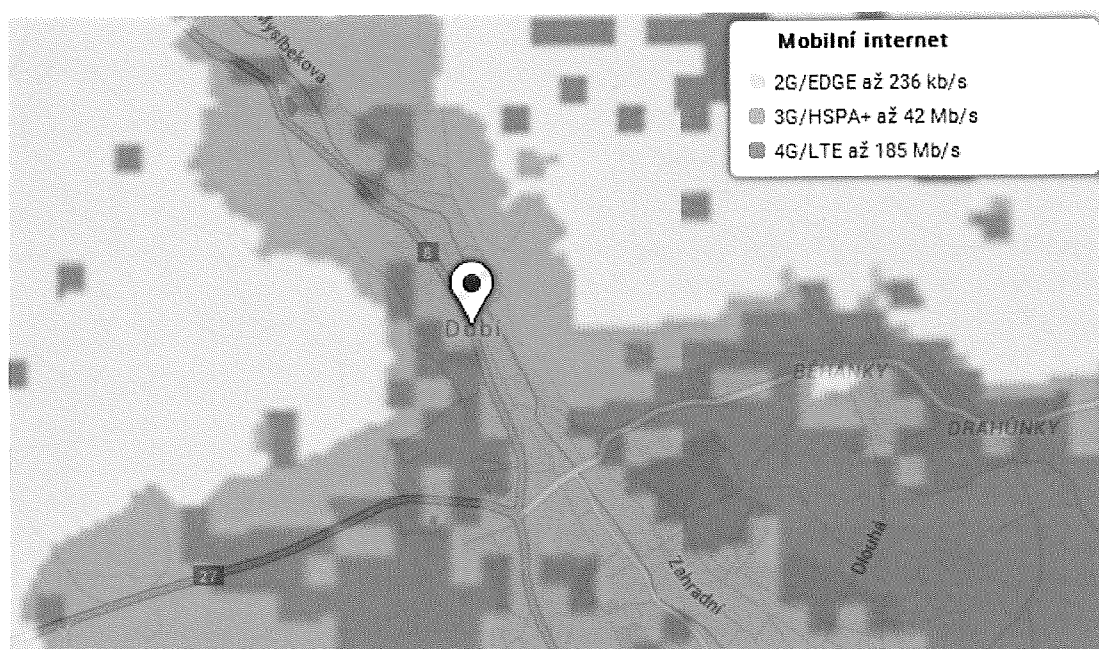 Myslbekova
Mobilní internet
2G/EDGE až 236 kb/s
3G/HSPA+ až 42 Mb/s
4G/LTE až 185 Mb/s
8
Dubí
BĚHÁNKY
DRAHŮNKY
27
Zahradní
Dlouhá